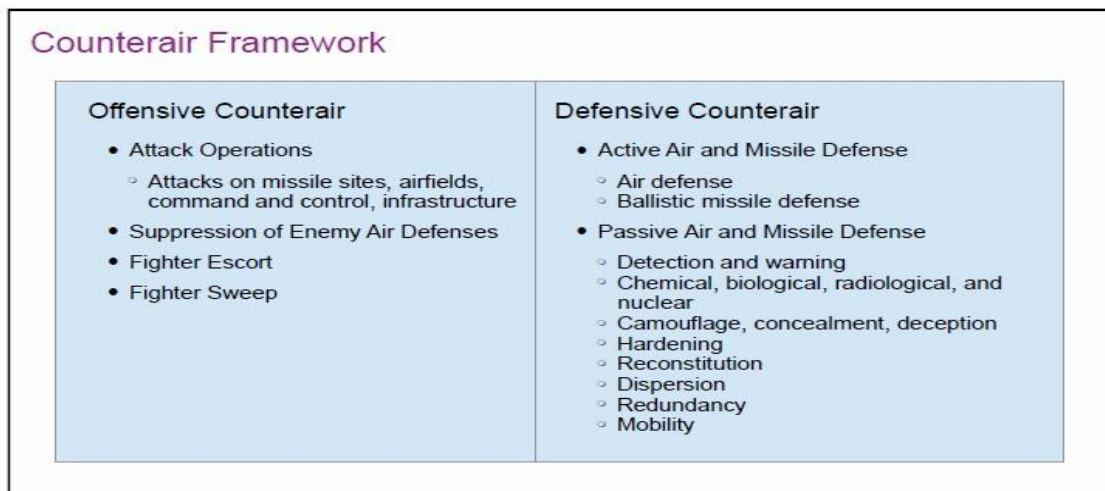 Counterair Framework
Offensive Counterair
• Attack Operations
◦ Attacks on missile sites, airfields,
command and control, infrastructure
• Suppression of Enemy Air Defenses
• Fighter Escort
• Fighter Sweep
Defensive Counterair
• Active Air and Missile Defense
◦ Air defense
◦ Ballistic missile defense
• Passive Air and Missile Defense
◦ Detection and warning
◦ Chemical, biological, radiological, and
nuclear
◦ Camouflage, concealment, deception
◦ Hardening
◦ Reconstitution
◦ Dispersion
◦ Redundancy
◦ Mobility